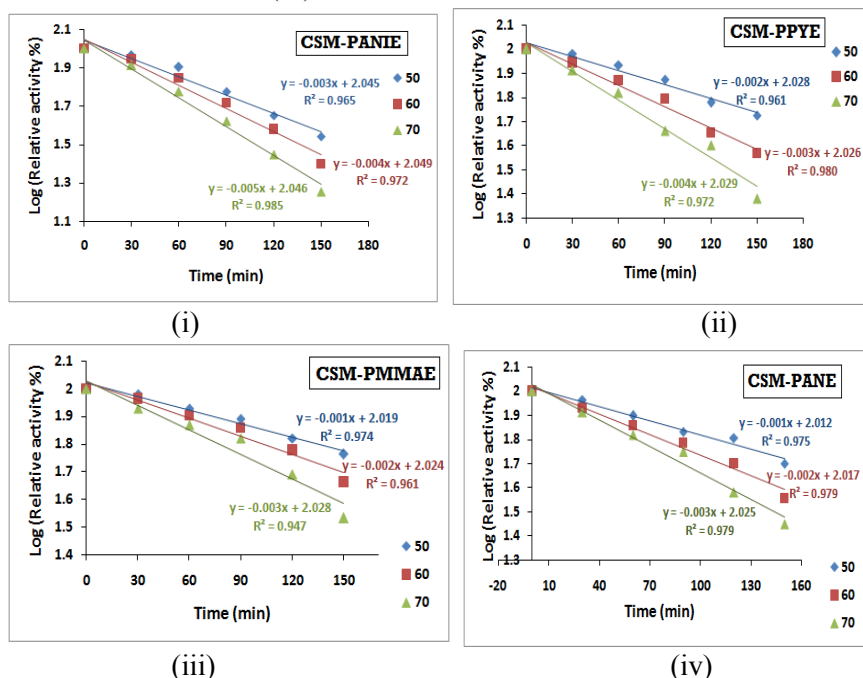 CSM-PANIE
Log (Relative activity %)
2.1
1.9
1.7
1.5
1.3
1.1
0 30 60 90 120 150 180
Time (min)
50
60
70
y = -0.003x + 2.045
R² = 0.965
y = -0.004x + 2.049
R² = 0.972
y = -0.005x + 2.046
R² = 0.985
(i)
CSM-PPYE
Log (Relative activity %)
2.1
2
1.9
1.8
1.7
1.6
1.5
1.4
1.3
0 30 60 90 120 150 180
Time (min)
50
60
70
y = -0.002x + 2.028
R² = 0.961
y = -0.003x + 2.026
R² = 0.980
y = -0.004x + 2.029
R² = 0.972
(ii)
CSM-PMMAE
Log (Relative activity %)
2.1
2
1.9
1.8
1.7
1.6
1.5
1.4
0 30 60 90 120 150
Time (min)
y = -0.001x + 2.019
R² = 0.974
y = -0.002x + 2.024
R² = 0.961
y = -0.003x + 2.028
R² = 0.947
50
60
70
(iii)
CSM-PANE
Log (Relative activity %)
2.1
2
1.9
1.8
1.7
1.6
1.5
1.4
1.3
-20 10 40 70 100 130 160
Time (min)
y = -0.001x + 2.012
R² = 0.975
y = -0.002x + 2.017
R² = 0.979
y = -0.003x + 2.025
R² = 0.979
50
60
70
(iv)